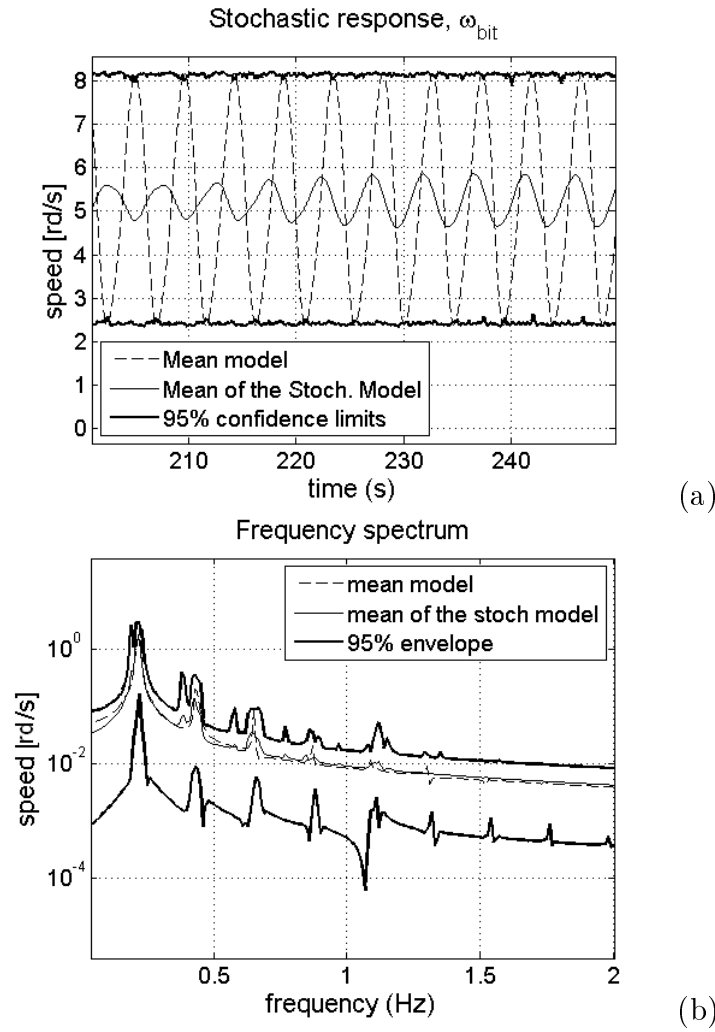 Stochastic response, ω_bit
speed [rd/s]
8
7
6
5
4
3
2
1
0
Mean model
Mean of the Stoch. Model
95% confidence limits
210 220 230 240
time (s)
(a)
Frequency spectrum
speed [rd/s]
10^0
10^-2
10^-4
mean model
mean of the stoch model
95% envelope
0.5 1 1.5 2
frequency (Hz)
(b)